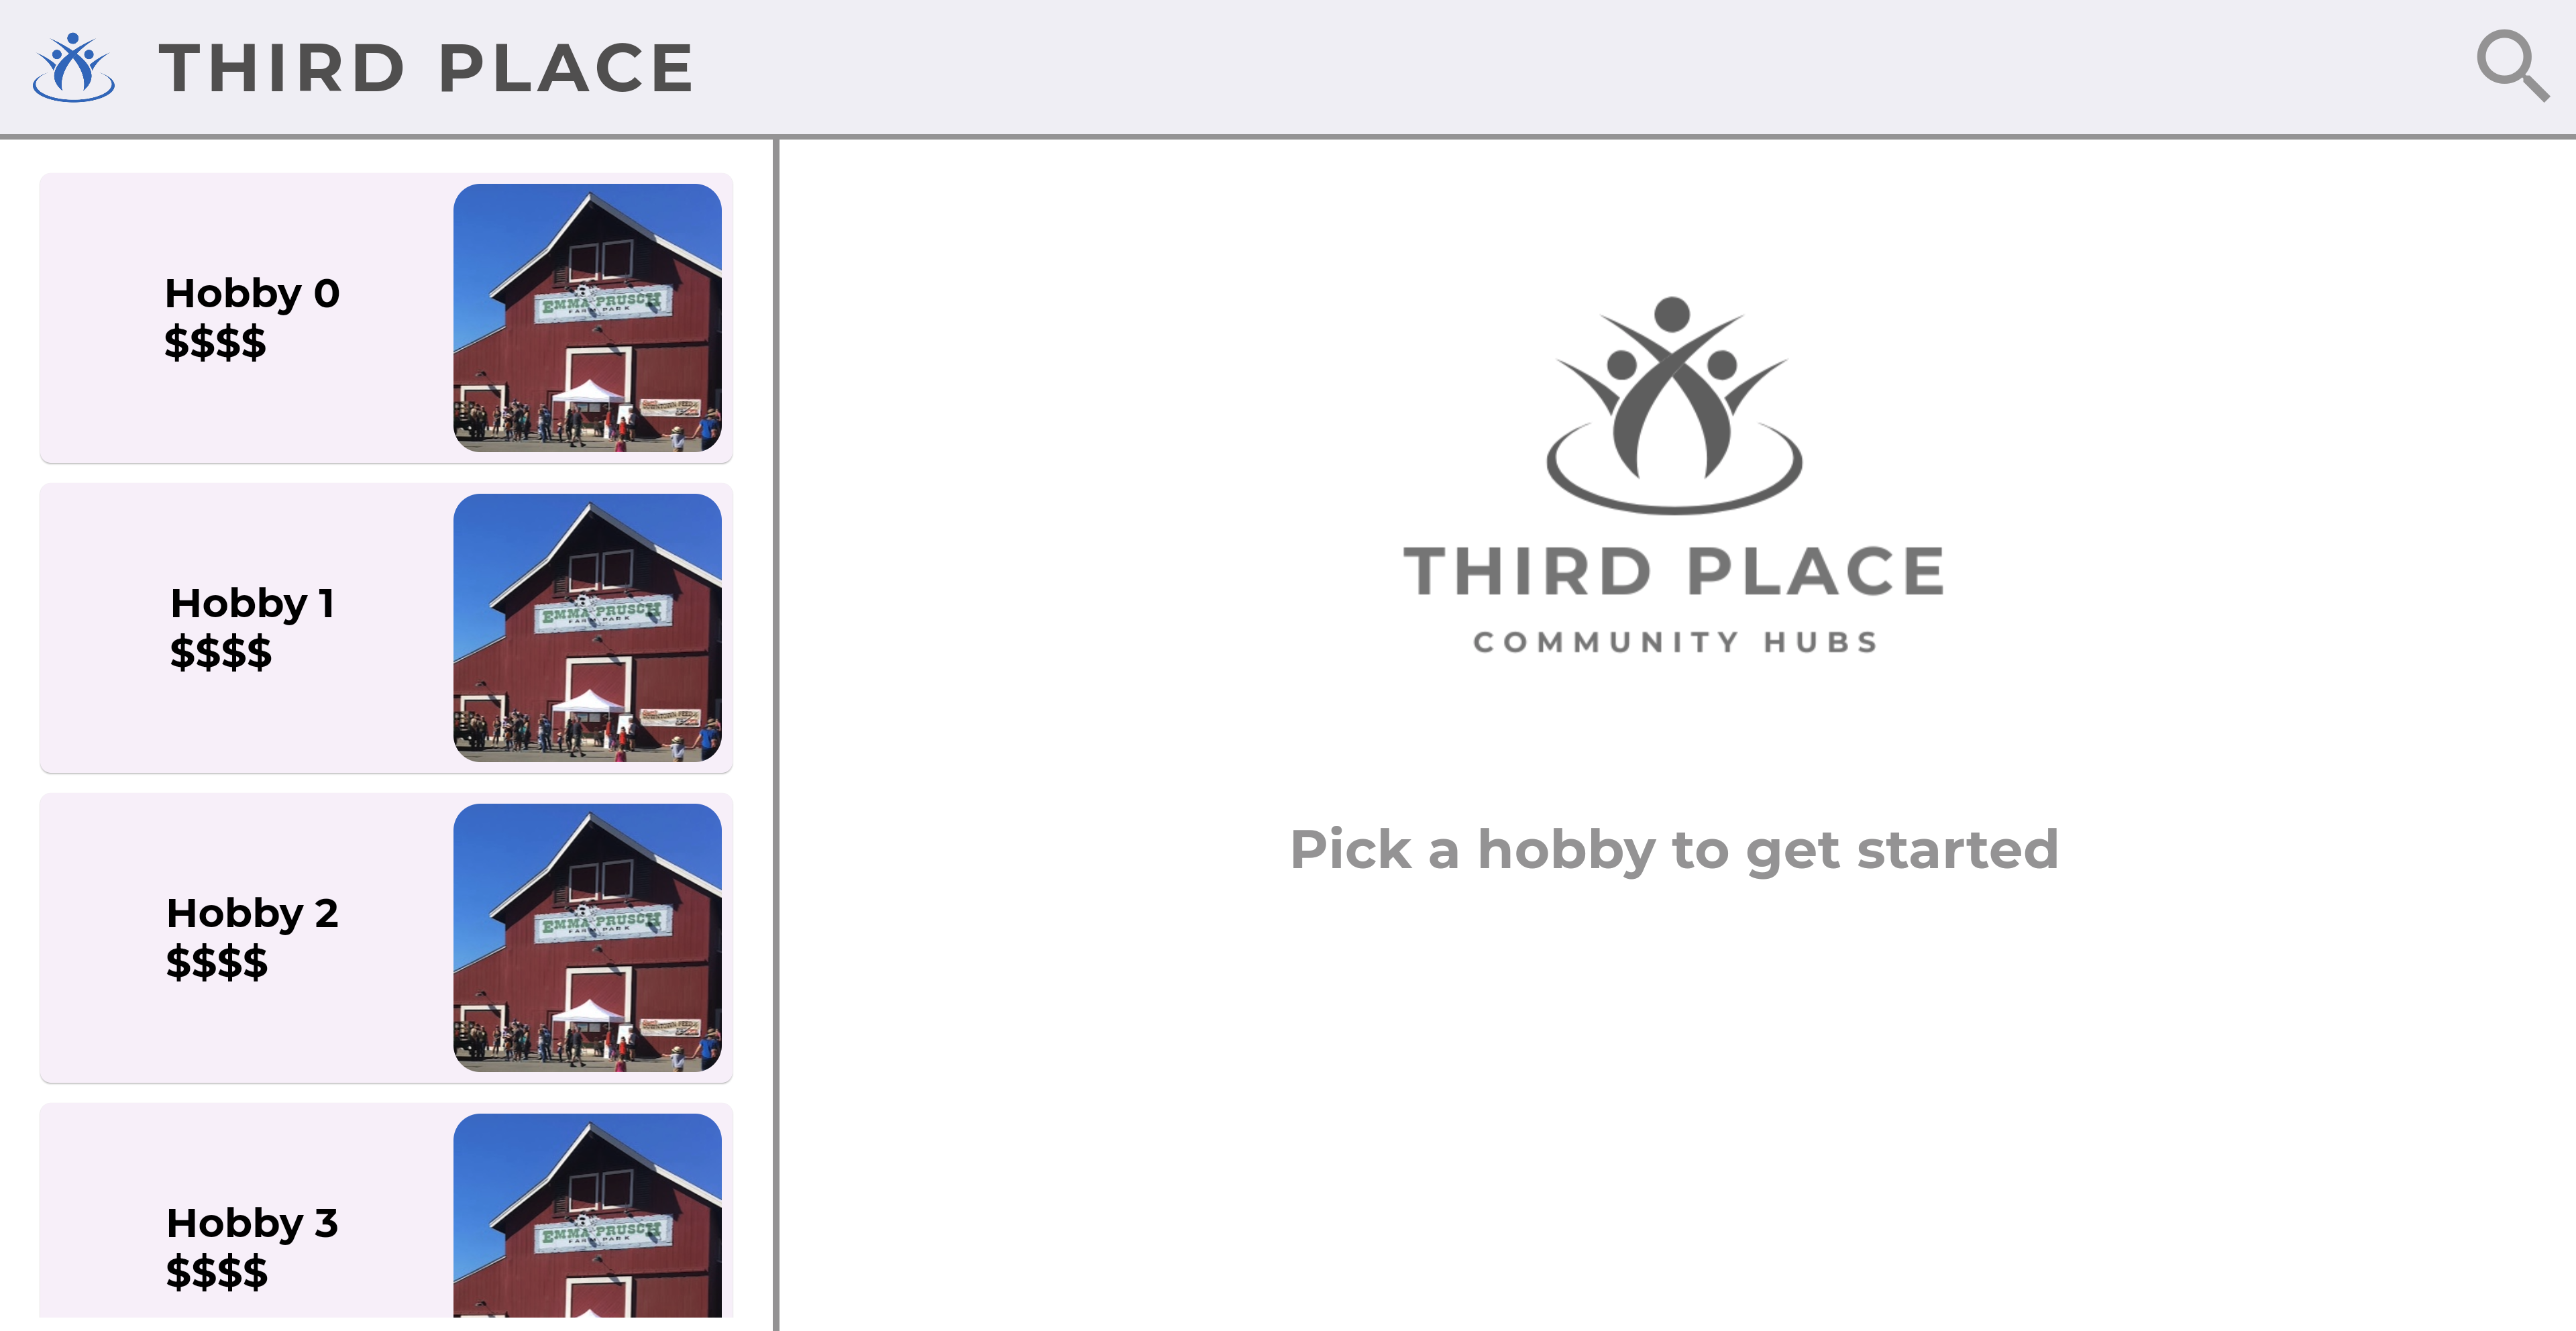 THIRD PLACE
Hobby 0
$$$$
EMMA PRUSCH
FARM PARK
Hobby 1
$$$$
EMMA PRUSCH
FARM PARK
Hobby 2
$$$$
EMMA PRUSCH
FARM PARK
Hobby 3
$$$$
EMMA PRUSCH
FARM PARK
THIRD PLACE
COMMUNITY HUBS
Pick a hobby to get started